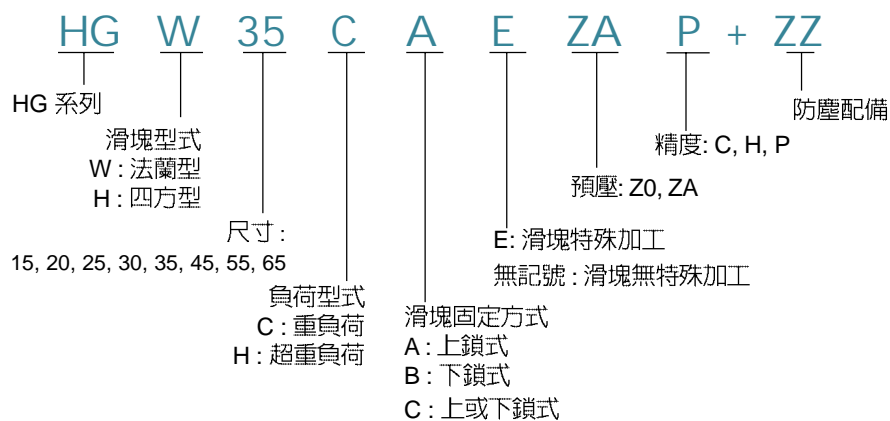 HG W 35 C A E ZA P + ZZ
HG 系列
防塵配備
滑塊型式
W : 法蘭型
H : 四方型
精度: C, H, P
預壓: Z0, ZA
尺寸 :
15, 20, 25, 30, 35, 45, 55, 65
E: 滑塊特殊加工
無記號 : 滑塊無特殊加工
負荷型式
C : 重負荷
H : 超重負荷
滑塊固定方式
A : 上鎖式
B : 下鎖式
C : 上或下鎖式